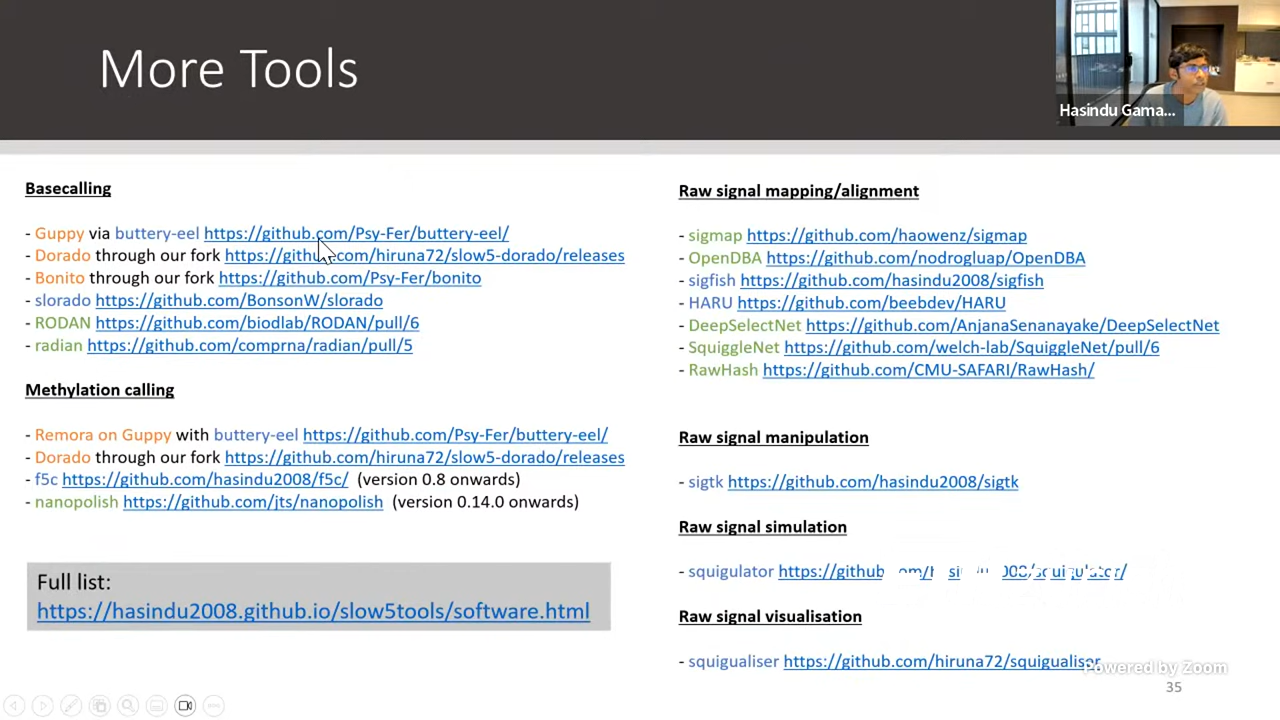 More Tools
Hasindu Gama...
Basecalling
- Guppy via buttery-eel https://github.com/Psy-Fer/buttery-eel/
- Dorado through our fork https://github.com/hiruna72/slow5-dorado/releases
- Bonito through our fork https://github.com/Psy-Fer/bonito
- slorado https://github.com/BonsonW/slorado
- RODAN https://github.com/biodlab/RODAN/pull/6
- radian https://github.com/comprna/radian/pull/5
Methylation calling
- Remora on Guppy with buttery-eel https://github.com/Psy-Fer/buttery-eel/
- Dorado through our fork https://github.com/hiruna72/slow5-dorado/releases
- f5c https://github.com/hasindu2008/f5c/ (version 0.8 onwards)
- nanopolish https://github.com/jts/nanopolish (version 0.14.0 onwards)
Full list:
https://hasindu2008.github.io/slow5tools/software.html
Raw signal mapping/alignment
- sigmap https://github.com/haowenz/sigmap
- OpenDBA https://github.com/nodrogluap/OpenDBA
- sigfish https://github.com/hasindu2008/sigfish
- HARU https://github.com/beebdev/HARU
- DeepSelectNet https://github.com/AnjanaSenanayake/DeepSelectNet
- SquiggleNet https://github.com/welch-lab/SquiggleNet/pull/6
- RawHash https://github.com/CMU-SAFARI/RawHash/
Raw signal manipulation
- sigtk https://github.com/hasindu2008/sigtk
Raw signal simulation
- squigulator https://github.com/hasindu2008/squigulator/
Raw signal visualisation
- squigualiser https://github.com/hiruna72/squigualiser
Powered by Zoom
35